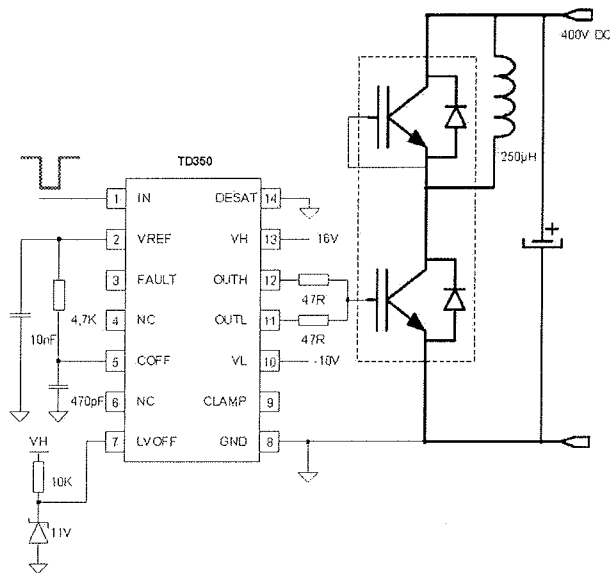 400V DC
250µH
TD350
1 IN DESAT 14
2 VREF VH 13 16V
3 FAULT OUTH 12 47R
4 NC OUTL 11 47R
4,7K
10nF
5 COFF VL 10 -10V
470pF
6 NC CLAMP 9
7 LVOFF GND 8
VH
10K
11V
+